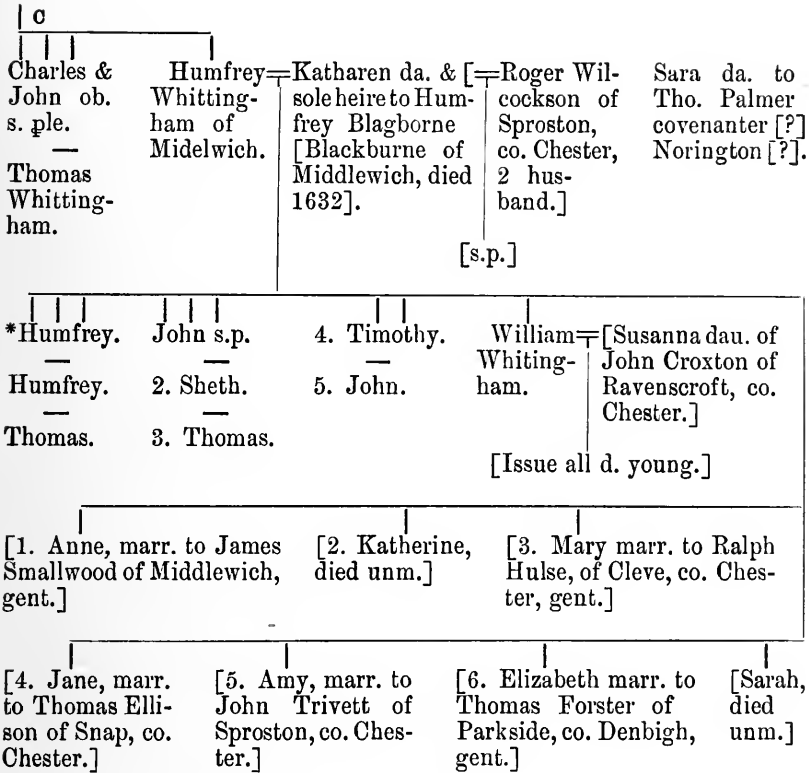 c
Charles &
John ob.
s. ple.
—
Thomas
Whitting-
ham.
Humfrey
Whitting-
ham of
Midelwich.
Katharen da. & [
sole heire to Hum-
frey Blagborne
[Blackburne of
Middlewich, died
1632].
Roger Wil-
cockson of
Sproston,
co. Chester,
2 hus-
band.]
Sara da. to
Tho. Palmer
covenanter [?]
Norington [?].
[s.p.]
*Humfrey.
—
Humfrey.
—
Thomas.
John s.p.
—
2. Sheth.
—
3. Thomas.
4. Timothy.
—
5. John.
William
Whiting-
ham.
[Susanna dau. of
John Croxton of
Ravenscroft, co.
Chester.]
[Issue all d. young.]
[1. Anne, marr. to James
Smallwood of Middlewich,
gent.]
[2. Katherine,
died unm.]
[3. Mary marr. to Ralph
Hulse, of Cleve, co. Ches-
ter, gent.]
[4. Jane, marr.
to Thomas Elli-
son of Snap, co.
Chester.]
[5. Amy, marr. to
John Trivett of
Sproston, co. Ches-
ter.]
[6. Elizabeth marr. to
Thomas Forster of
Parkside, co. Denbigh,
gent.]
[Sarah,
died
unm.]